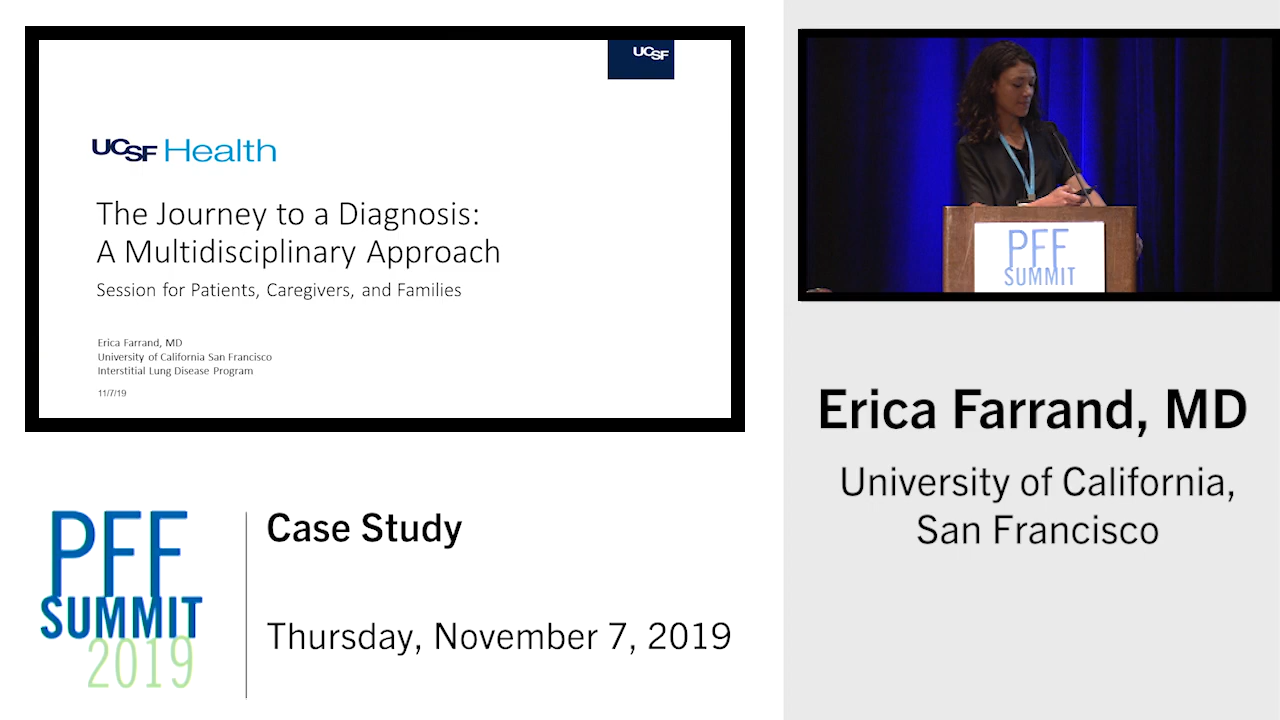 UCSF
UCSF Health
The Journey to a Diagnosis:
A Multidisciplinary Approach
Session for Patients, Caregivers, and Families
Erica Farrand, MD
University of California San Francisco
Interstitial Lung Disease Program
11/7/19
PFF
SUMMIT
Erica Farrand, MD
University of California,
San Francisco
PFF
SUMMIT
2019
Case Study
Thursday, November 7, 2019